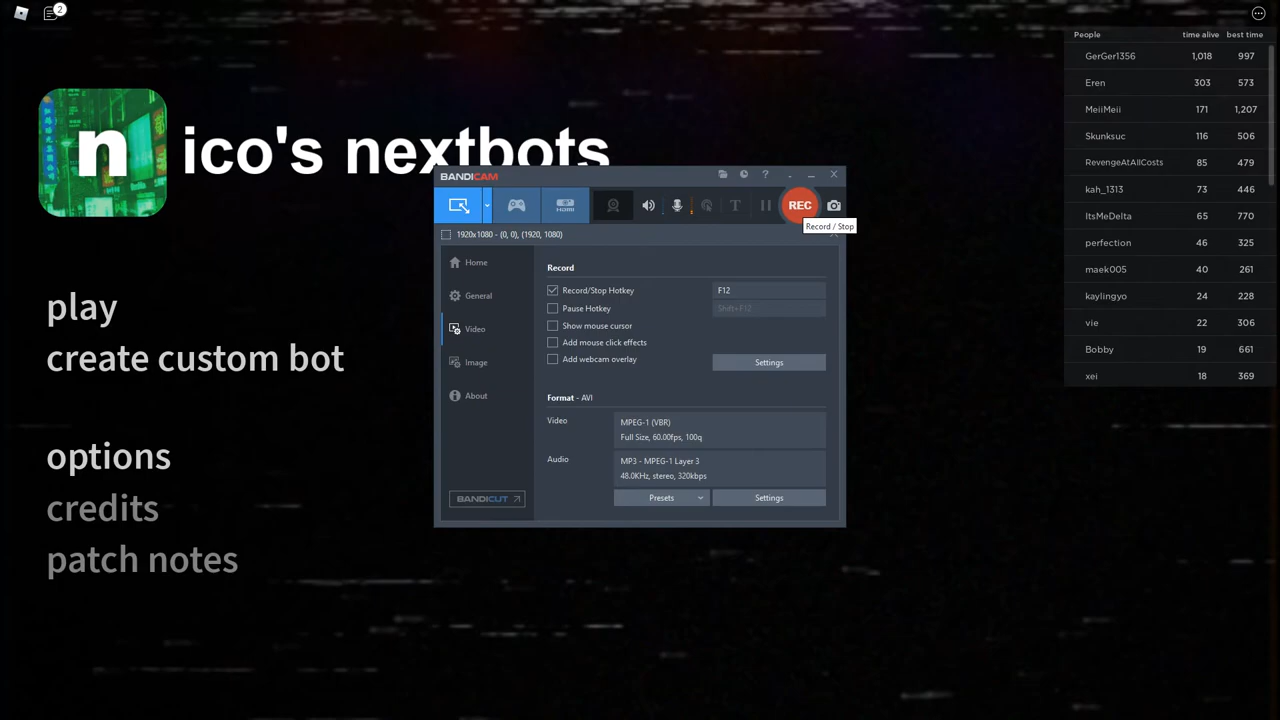 2
n ico's nextbots
play
create custom bot
options
credits
patch notes
BANDICAM
?
HDMI
T
REC
Record / Stop
1920x1080 - (0, 0), (1920, 1080)
Home
General
Video
Image
About
BANDICUT
Record
Record/Stop Hotkey F12
Pause Hotkey Shift+F12
Show mouse cursor
Add mouse click effects
Add webcam overlay
Settings
Format - AVI
Video MPEG-1 (VBR)
Full Size, 60.00fps, 100q
Audio MP3 - MPEG-1 Layer 3
48.0KHz, stereo, 320kbps
Presets Settings
People time alive best time
GerGer1356 1,018 997
Eren 303 573
MeiiMeii 171 1,207
Skunksuc 116 506
RevengeAtAllCosts 85 479
kah_1313 73 446
ItsMeDelta 65 770
perfection 46 325
maek005 40 261
kaylingyo 24 228
vie 22 306
Bobby 19 661
xei 18 369